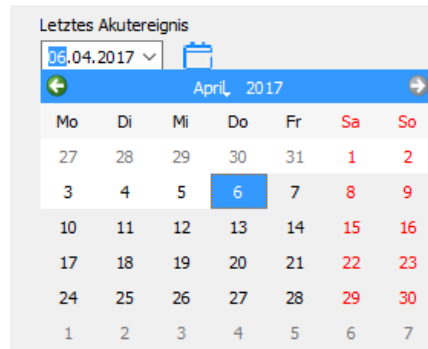 Letztes Akutereignis
06.04.2017
April, 2017
Mo Di Mi Do Fr Sa So
27 28 29 30 31 1 2
3 4 5 6 7 8 9
10 11 12 13 14 15 16
17 18 19 20 21 22 23
24 25 26 27 28 29 30
1 2 3 4 5 6 7